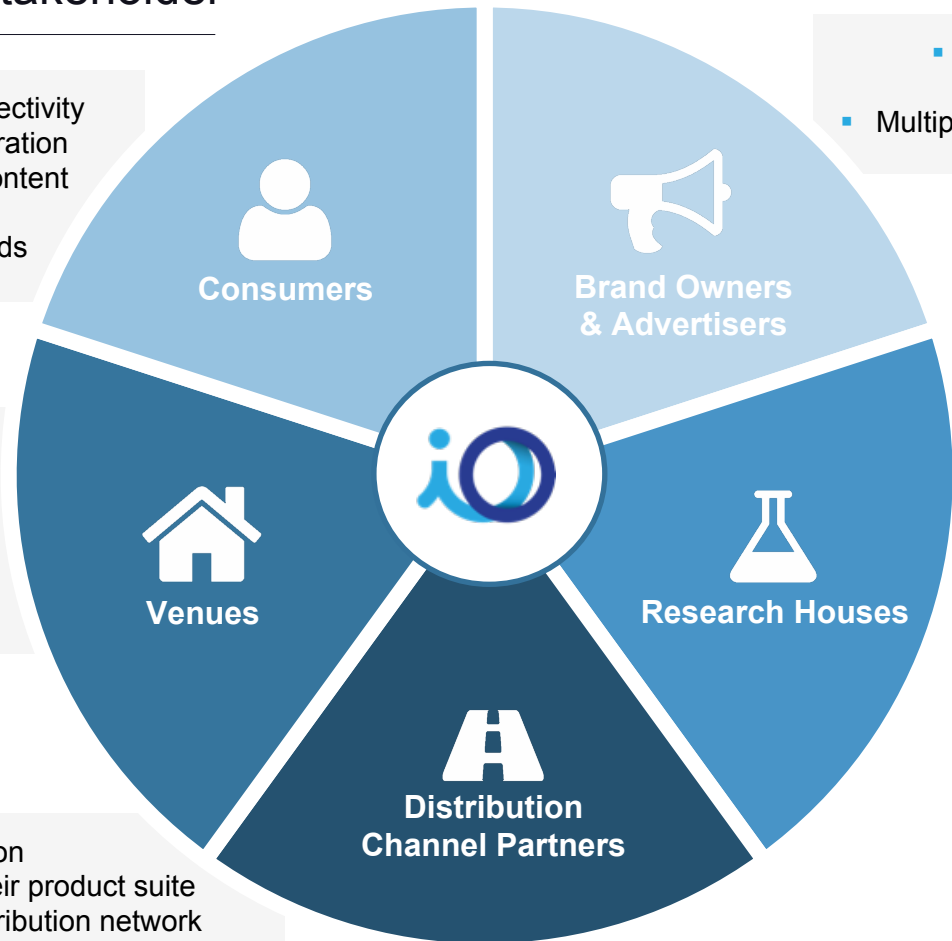 ectivity
ontent
ds
Multip
Consumers
Brand Owners
& Advertisers
iO
Venues
Research Houses
Distribution
Channel Partners
on
eir product suite
ribution network